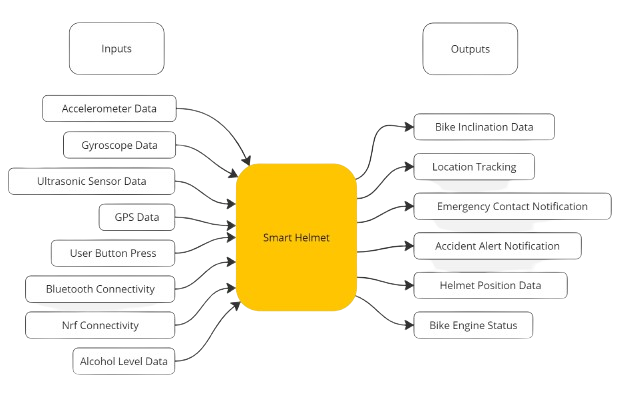 Inputs
Outputs
Accelerometer Data
Gyroscope Data
Ultrasonic Sensor Data
GPS Data
User Button Press
Bluetooth Connectivity
Nrf Connectivity
Alcohol Level Data
Smart Helmet
Bike Inclination Data
Location Tracking
Emergency Contact Notification
Accident Alert Notification
Helmet Position Data
Bike Engine Status